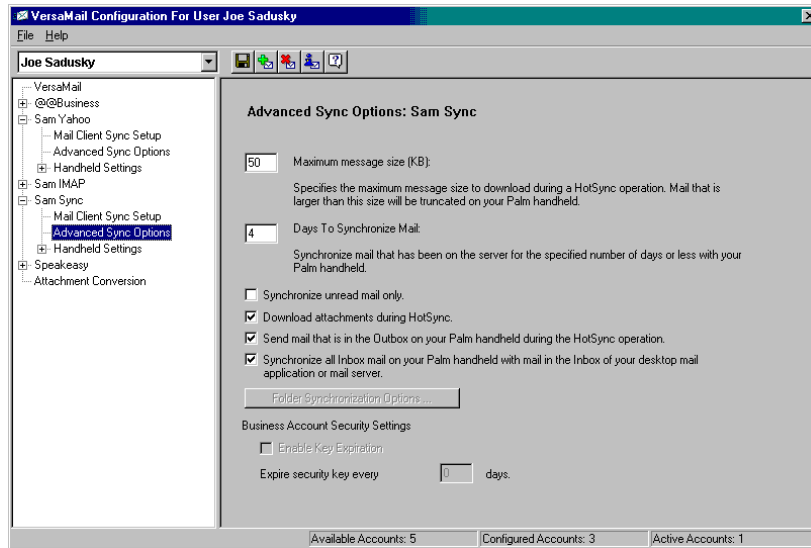 VersaMail Configuration For User Joe Sadusky
File Help
Joe Sadusky
VersaMail
@@Business
Sam Yahoo
Mail Client Sync Setup
Advanced Sync Options
Handheld Settings
Sam IMAP
Sam Sync
Mail Client Sync Setup
Advanced Sync Options
Handheld Settings
Speakeasy
Attachment Conversion
Advanced Sync Options: Sam Sync
50 Maximum message size (KB):
Specifies the maximum message size to download during a HotSync operation. Mail that is
larger than this size will be truncated on your Palm handheld.
4 Days To Synchronize Mail:
Synchronize mail that has been on the server for the specified number of days or less with your
Palm handheld.
Synchronize unread mail only.
Download attachments during HotSync.
Send mail that is in the Outbox on your Palm handheld during the HotSync operation.
Synchronize all Inbox mail on your Palm handheld with mail in the Inbox of your desktop mail
application or mail server.
Folder Synchronization Options ...
Business Account Security Settings
Enable Key Expiration
Expire security key every 0 days.
Available Accounts: 5 Configured Accounts: 3 Active Accounts: 1